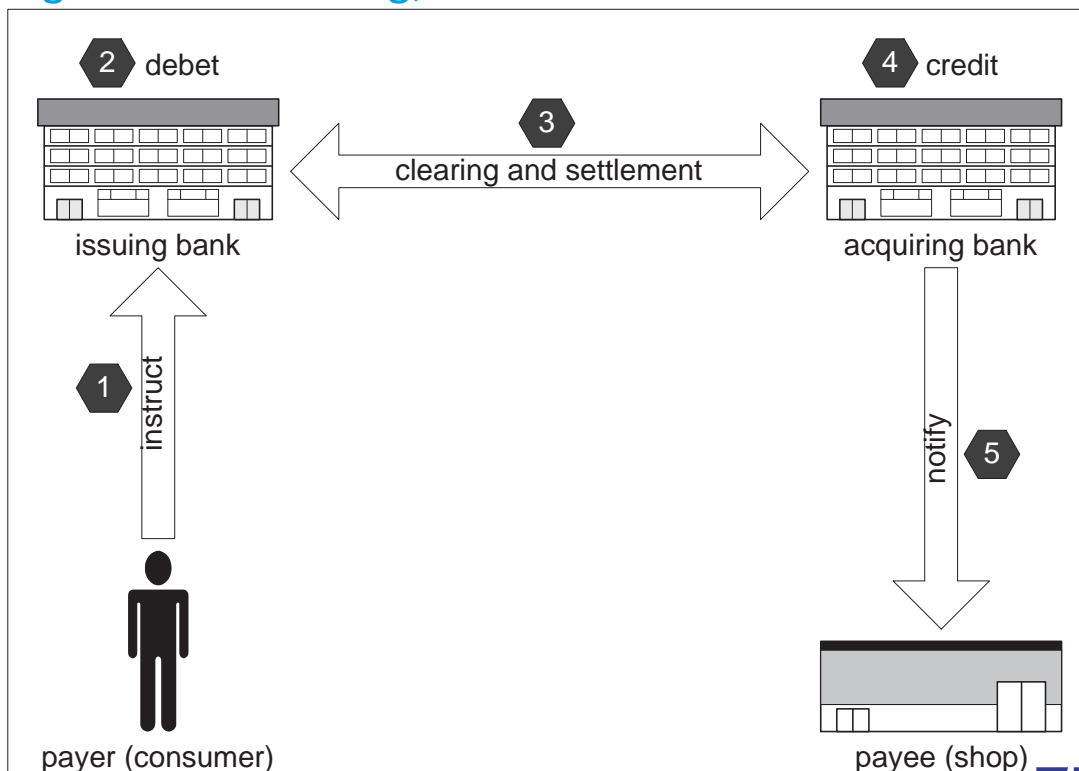 2 debet
4 credit
3
clearing and settlement
issuing bank
acquiring bank
1
instruct
notify
5
payer (consumer)
payee (shop)